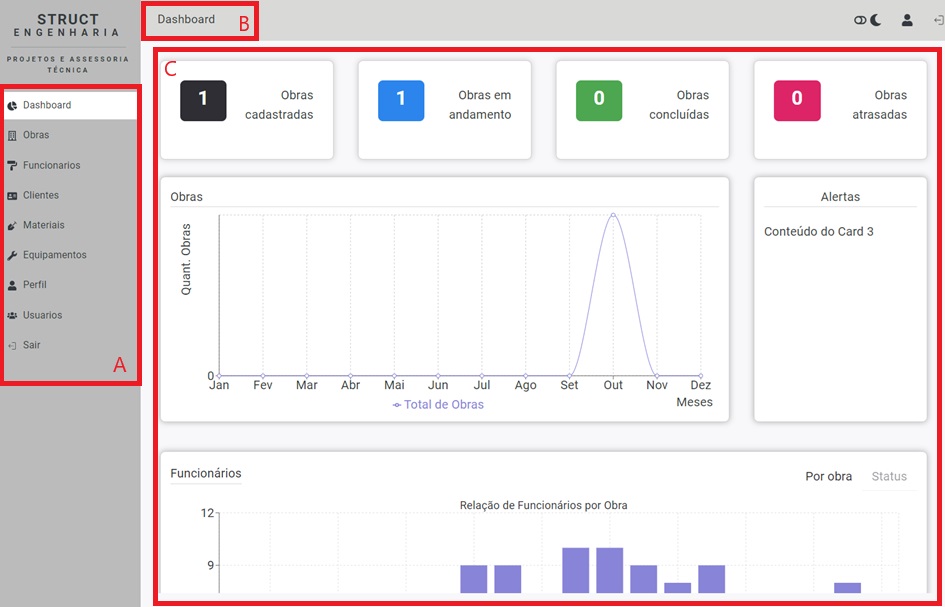 STRUCT
ENGENHARIA
PROJETOS E ASSESSORIA
TÉCNICA
Dashboard
Obras
Funcionarios
Clientes
Materiais
Equipamentos
Perfil
Usuarios
Sair
A
Dashboard
B
C
1
Obras
cadastradas
1
Obras em
andamento
0
Obras
concluídas
0
Obras
atrasadas
Obras
Quant. Obras
0
Jan Fev Mar Abr Mai Jun Jul Ago Set Out Nov Dez
Meses
Total de Obras
Alertas
Conteúdo do Card 3
Funcionários
Por obra Status
Relação de Funcionários por Obra
12
9